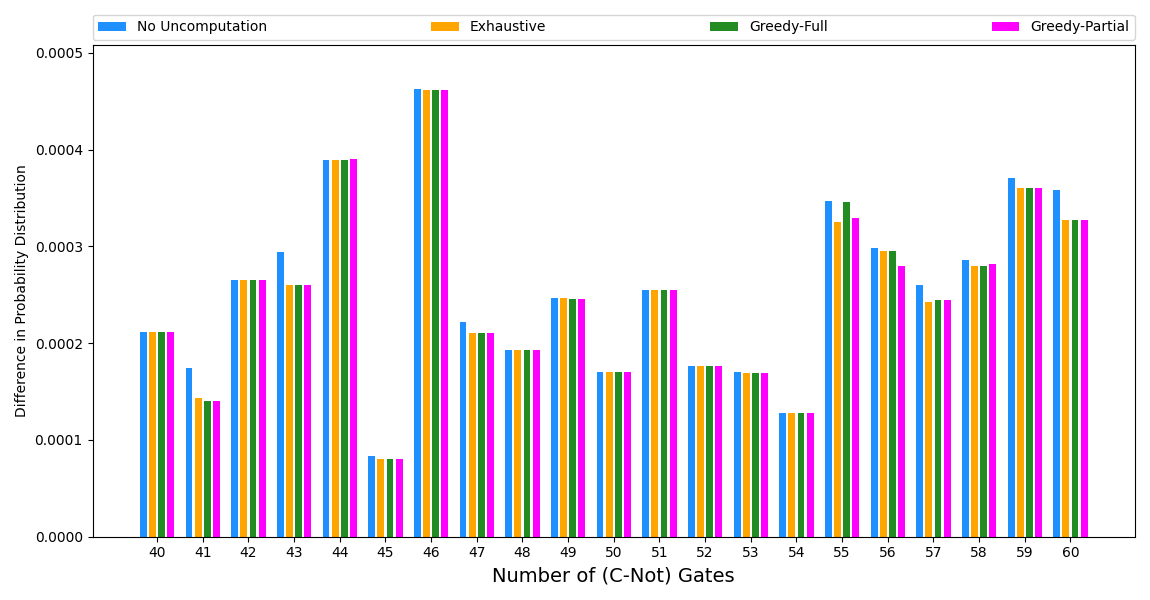 No Uncomputation Exhaustive Greedy-Full Greedy-Partial
0.0005
0.0004
0.0003
0.0002
0.0001
0.0000
Difference in Probability Distribution
40 41 42 43 44 45 46 47 48 49 50 51 52 53 54 55 56 57 58 59 60
Number of (C-Not) Gates